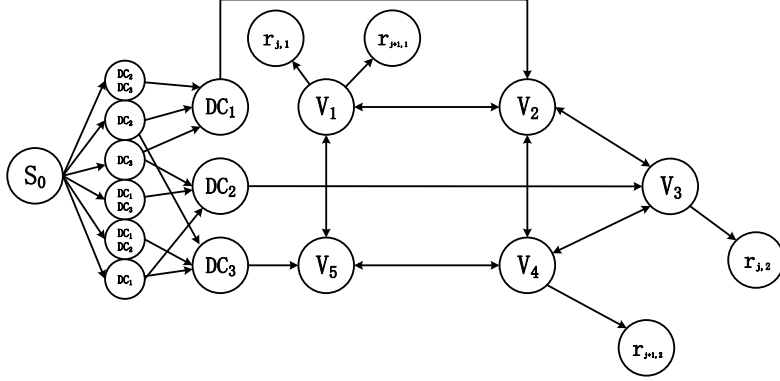 S₀
DC₂
DC₃
DC₂
DC₃
DC₁
DC₃
DC₁
DC₂
DC₁
DC₁
DC₂
DC₃
r_{j,1}
r_{j+1,1}
V₁
V₂
V₃
V₅
V₄
r_{j,2}
r_{j+1,2}